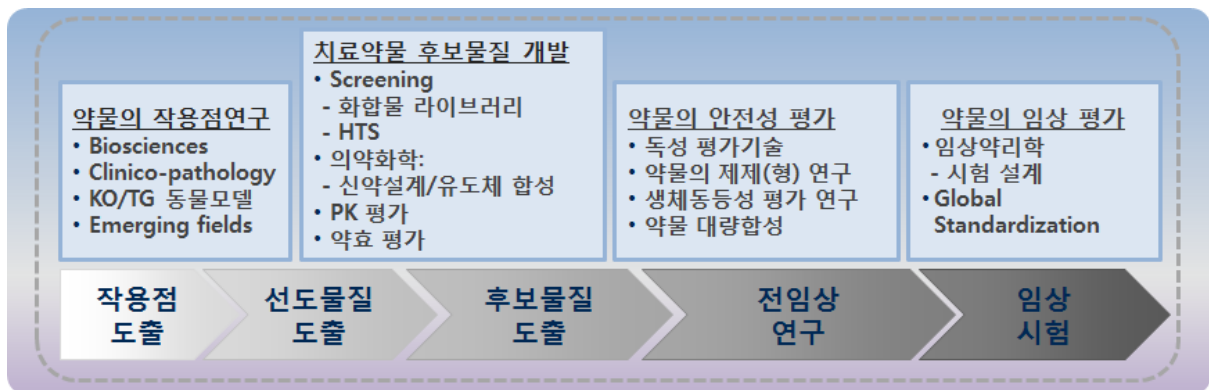 약물의 작용점연구
• Biosciences
• Clinico-pathology
• KO/TG 동물모델
• Emerging fields
치료약물 후보물질 개발
• Screening
- 화합물 라이브러리
- HTS
• 의약화학:
- 신약설계/유도체 합성
• PK 평가
• 약효 평가
약물의 안전성 평가
• 독성 평가기술
• 약물의 제제(형) 연구
• 생체동등성 평가 연구
• 약물 대량합성
약물의 임상 평가
• 임상약리학
- 시험 설계
• Global
Standardization
작용점
도출
선도물질
도출
후보물질
도출
전임상
연구
임상
시험